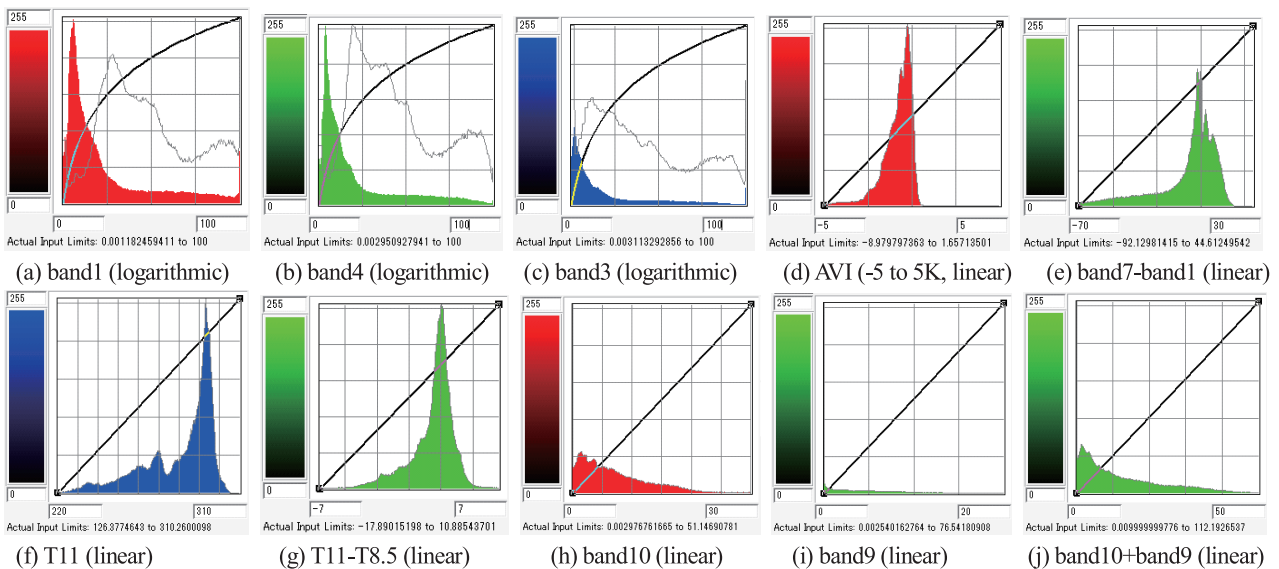 255
0
0 100
Actual Input Limits: 0.001182459411 to 100
(a) band1 (logarithmic)
255
0
0 100
Actual Input Limits: 0.002950927941 to 100
(b) band4 (logarithmic)
255
0
0 100
Actual Input Limits: 0.003113292856 to 100
(c) band3 (logarithmic)
255
0
-5 5
Actual Input Limits: -8.979797363 to 1.65713501
(d) AVI (-5 to 5K, linear)
255
0
-70 30
Actual Input Limits: -92.12981415 to 44.61249542
(e) band7-band1 (linear)
255
0
220 310
Actual Input Limits: 126.3774643 to 310.2600098
(f) T11 (linear)
255
0
-7 7
Actual Input Limits: -17.89015198 to 10.88543701
(g) T11-T8.5 (linear)
255
0
0 30
Actual Input Limits: 0.002976761665 to 51.14690781
(h) band10 (linear)
255
0
0 20
Actual Input Limits: 0.002540162764 to 76.54180908
(i) band9 (linear)
255
0
0 50
Actual Input Limits: 0.009999999776 to 112.1926537
(j) band10+band9 (linear)